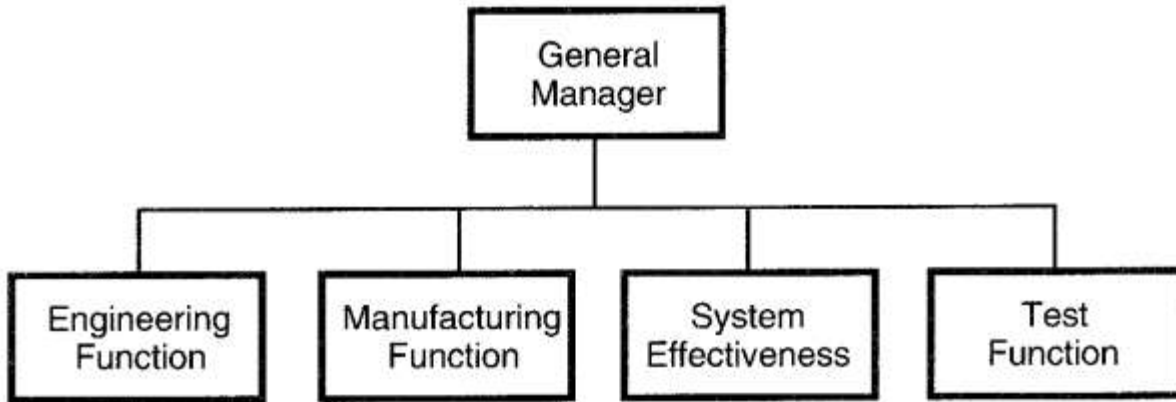 General
Manager
Engineering
Function
Manufacturing
Function
System
Effectiveness
Test
Function